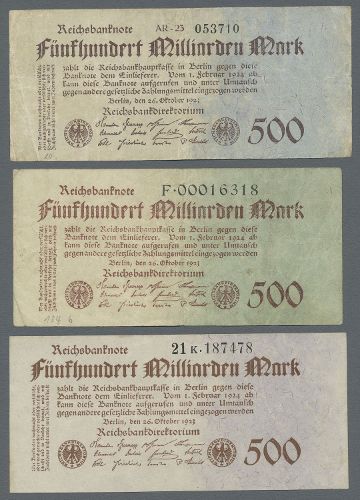 Reichsbanknote AR-23 053710
Fünfhundert Milliarden Mark
zahlt die Reichsbankhauptkasse in Berlin gegen diese
Banknote dem Einlieferer. Vom 1. Februar 1924 ab
kann diese Banknote aufgerufen und unter Umtausch
gegen andere gesetzliche Zahlungsmittel eingezogen werden
Berlin, den 26. Oktober 1923
Reichsbankdirektorium
500
Reichsbanknote F·00016318
Fünfhundert Milliarden Mark
zahlt die Reichsbankhauptkasse in Berlin gegen diese
Banknote dem Einlieferer. Vom 1. Februar 1924 ab
kann diese Banknote aufgerufen und unter Umtausch
gegen andere gesetzliche Zahlungsmittel eingezogen werden
Berlin, den 26. Oktober 1923
Reichsbankdirektorium
500
Reichsbanknote 21 K·187478
Fünfhundert Milliarden Mark
zahlt die Reichsbankhauptkasse in Berlin gegen diese
Banknote dem Einlieferer. Vom 1. Februar 1924 ab
kann diese Banknote aufgerufen und unter Umtausch
gegen andere gesetzliche Zahlungsmittel eingezogen werden
Berlin, den 26. Oktober 1923
Reichsbankdirektorium
500